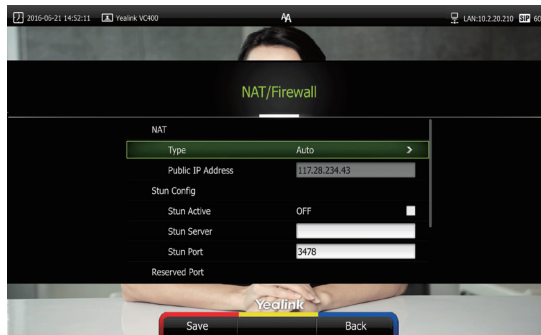 2016-06-21 14:52:11 Yealink VC400 LAN:10.2.20.210 SIP 60
NAT/Firewall
NAT
Type Auto >
Public IP Address 117.28.234.43
Stun Config
Stun Active OFF
Stun Server
Stun Port 3478
Reserved Port
Yealink
Save Back